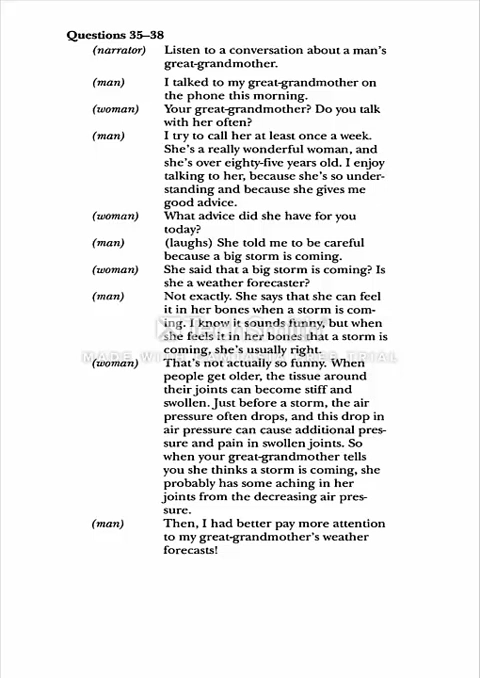 Questions 35–38
(narrator) Listen to a conversation about a man's
great-grandmother.
(man) I talked to my great-grandmother on
the phone this morning.
(woman) Your great-grandmother? Do you talk
with her often?
(man) I try to call her at least once a week.
She's a really wonderful woman, and
she's over eighty-five years old. I enjoy
talking to her, because she's so under-
standing and because she gives me
good advice.
(woman) What advice did she have for you
today?
(man) (laughs) She told me to be careful
because a big storm is coming.
(woman) She said that a big storm is coming? Is
she a weather forecaster?
(man) Not exactly. She says that she can feel
it in her bones when a storm is com-
ing. I know it sounds funny, but when
she feels it in her bones that a storm is
coming, she's usually right.
(woman) That's not actually so funny. When
people get older, the tissue around
their joints can become stiff and
swollen. Just before a storm, the air
pressure often drops, and this drop in
air pressure can cause additional pres-
sure and pain in swollen joints. So
when your great-grandmother tells
you she thinks a storm is coming, she
probably has some aching in her
joints from the decreasing air pres-
sure.
(man) Then, I had better pay more attention
to my great-grandmother's weather
forecasts!